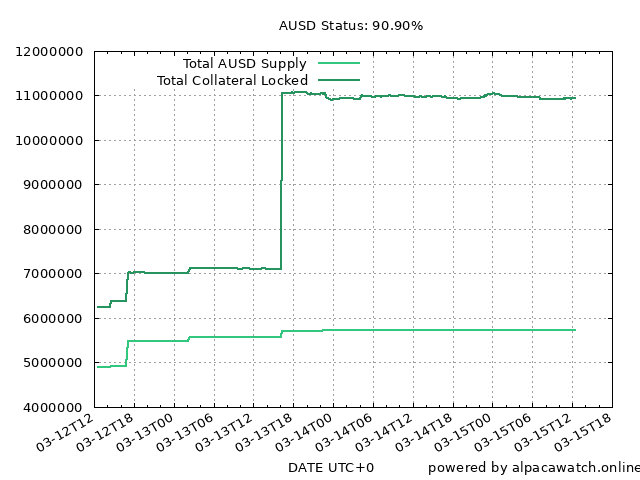 AUSD Status: 90.90%
12000000
Total AUSD Supply
Total Collateral Locked
11000000
10000000
9000000
8000000
7000000
6000000
5000000
4000000
03-12T12
03-12T18
03-13T00
03-13T06
03-13T12
03-13T18
03-14T00
03-14T06
03-14T12
03-14T18
03-15T00
03-15T06
03-15T12
03-15T18
DATE UTC+0
powered by alpacawatch.online